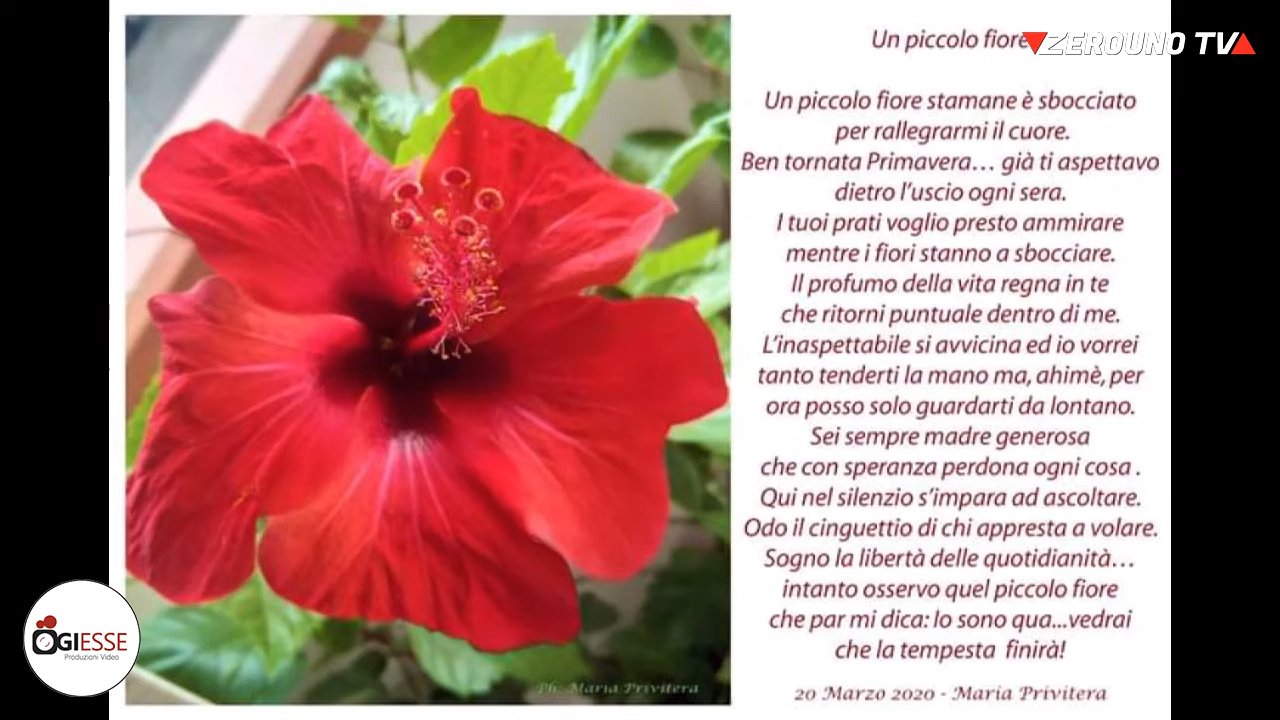 Un piccolo fiore
ZEROUNO TV
Un piccolo fiore stamane è sbocciato
per rallegrarmi il cuore.
Ben tornata Primavera… già ti aspettavo
dietro l'uscio ogni sera.
I tuoi prati voglio presto ammirare
mentre i fiori stanno a sbocciare.
Il profumo della vita regna in te
che ritorni puntuale dentro di me.
L'inaspettabile si avvicina ed io vorrei
tanto tenderti la mano ma, ahimè, per
ora posso solo guardarti da lontano.
Sei sempre madre generosa
che con speranza perdona ogni cosa .
Qui nel silenzio s'impara ad ascoltare.
Odo il cinguettio di chi appresta a volare.
Sogno la libertà delle quotidianità…
intanto osservo quel piccolo fiore
che par mi dica: Io sono qua...vedrai
che la tempesta finirà!
20 Marzo 2020 - Maria Privitera
Ph. Maria Privitera
OGIESSE
Produzioni Video